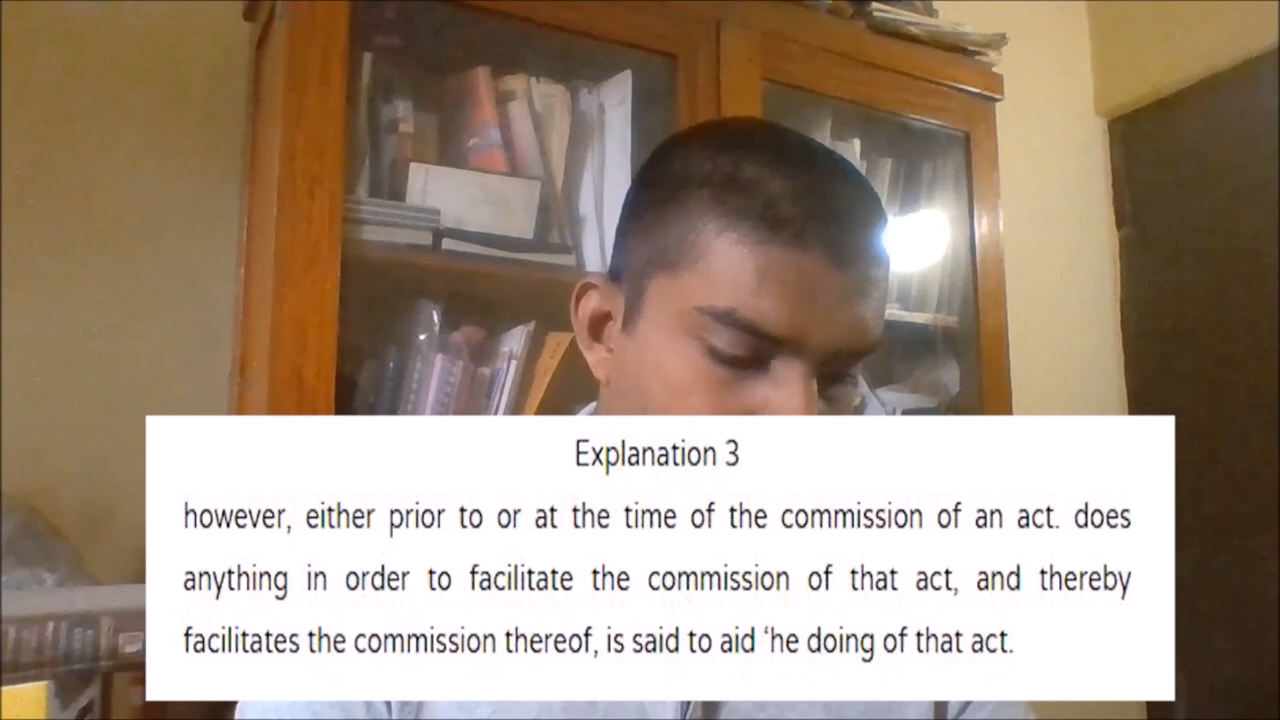 Explanation 3
however, either prior to or at the time of the commission of an act. does
anything in order to facilitate the commission of that act, and thereby
facilitates the commission thereof, is said to aid ‘he doing of that act.